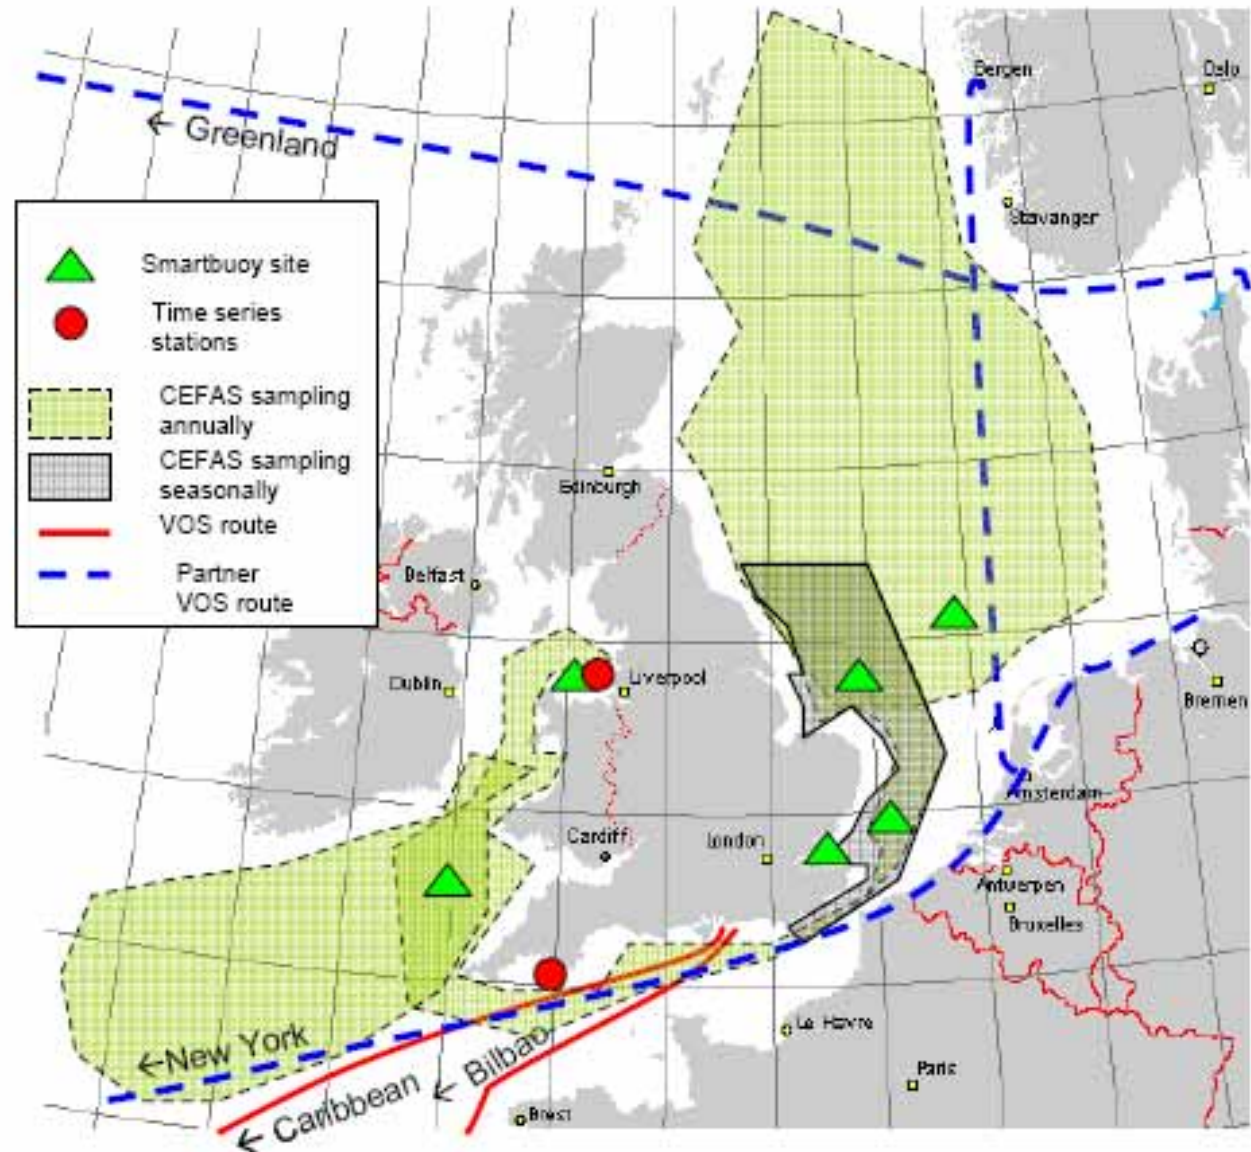 Bergen
Oslo
← Greenland
Stavanger
Smartbuoy site
Time series
stations
CEFAS sampling
annually
CEFAS sampling
seasonally
VOS route
Partner
VOS route
Edinburgh
Belfast
Dublin
Liverpool
Bremen
Amsterdam
Cardiff
London
Antwerpen
Bruxelles
←New York
← Bilbao
← Caribbean
Le Havre
Paris
Brest